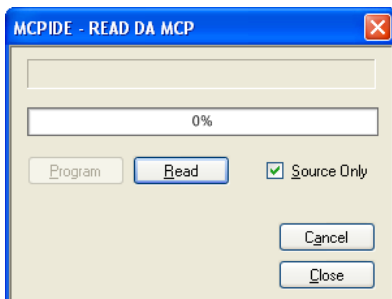 MCPIDE - READ DA MCP
0%
Program Read Source Only
Cancel
Close